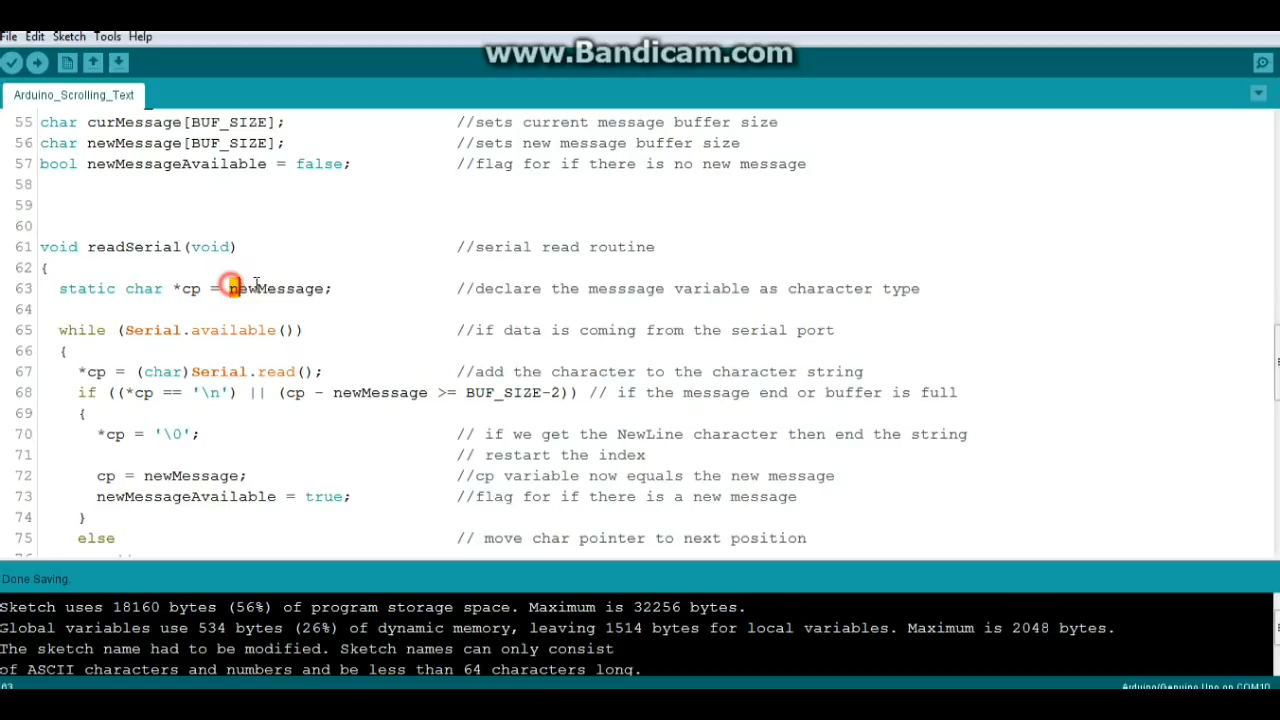 www.Bandicam.com
File Edit Sketch Tools Help
Arduino_Scrolling_Text
55 char curMessage[BUF_SIZE]; //sets current message buffer size
56 char newMessage[BUF_SIZE]; //sets new message buffer size
57 bool newMessageAvailable = false; //flag for if there is no new message
58
59
60
61 void readSerial(void) //serial read routine
62 {
63 static char *cp = newMessage; //declare the messsage variable as character type
64
65 while (Serial.available()) //if data is coming from the serial port
66 {
67 *cp = (char)Serial.read(); //add the character to the character string
68 if ((*cp == '\n') || (cp - newMessage >= BUF_SIZE-2)) // if the message end or buffer is full
69 {
70 *cp = '\0'; // if we get the NewLine character then end the string
71 // restart the index
72 cp = newMessage; //cp variable now equals the new message
73 newMessageAvailable = true; //flag for if there is a new message
74 }
75 else // move char pointer to next position
Done Saving.
Sketch uses 18160 bytes (56%) of program storage space. Maximum is 32256 bytes.
Global variables use 534 bytes (26%) of dynamic memory, leaving 1514 bytes for local variables. Maximum is 2048 bytes.
The sketch name had to be modified. Sketch names can only consist
of ASCII characters and numbers and be less than 64 characters long.
63 Arduino/Genuino Uno on COM10